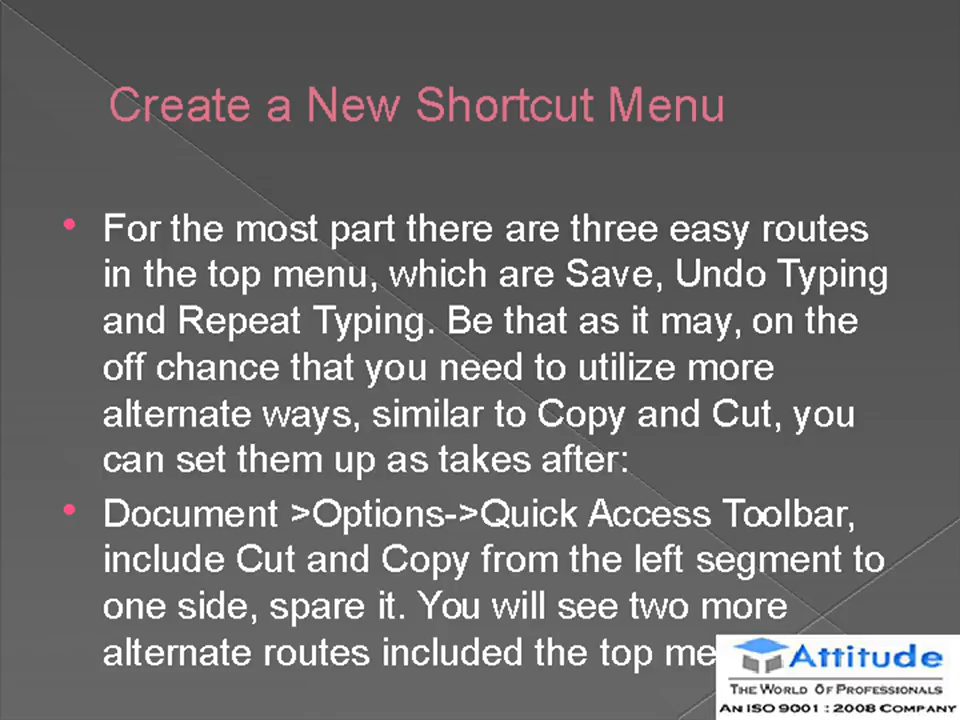 Create a New Shortcut Menu
• For the most part there are three easy routes
in the top menu, which are Save, Undo Typing
and Repeat Typing. Be that as it may, on the
off chance that you need to utilize more
alternate ways, similar to Copy and Cut, you
can set them up as takes after:
• Document >Options->Quick Access Toolbar,
include Cut and Copy from the left segment to
one side, spare it. You will see two more
alternate routes included the top me
Attitude
THE WORLD OF PROFESSIONALS
AN ISO 9001 : 2008 COMPANY